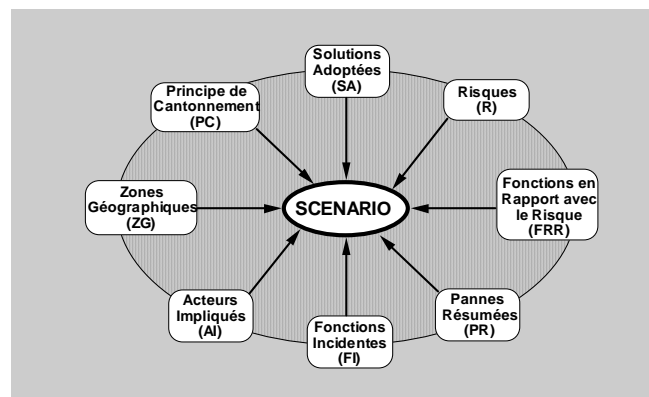 Solutions
Adoptées
(SA)
Principe de
Cantonnement
(PC)
Risques
(R)
Zones
Géographiques
(ZG)
SCENARIO
Fonctions en
Rapport avec
le Risque
(FRR)
Acteurs
Impliqués
(AI)
Fonctions
Incidentes
(FI)
Pannes
Résumées
(PR)